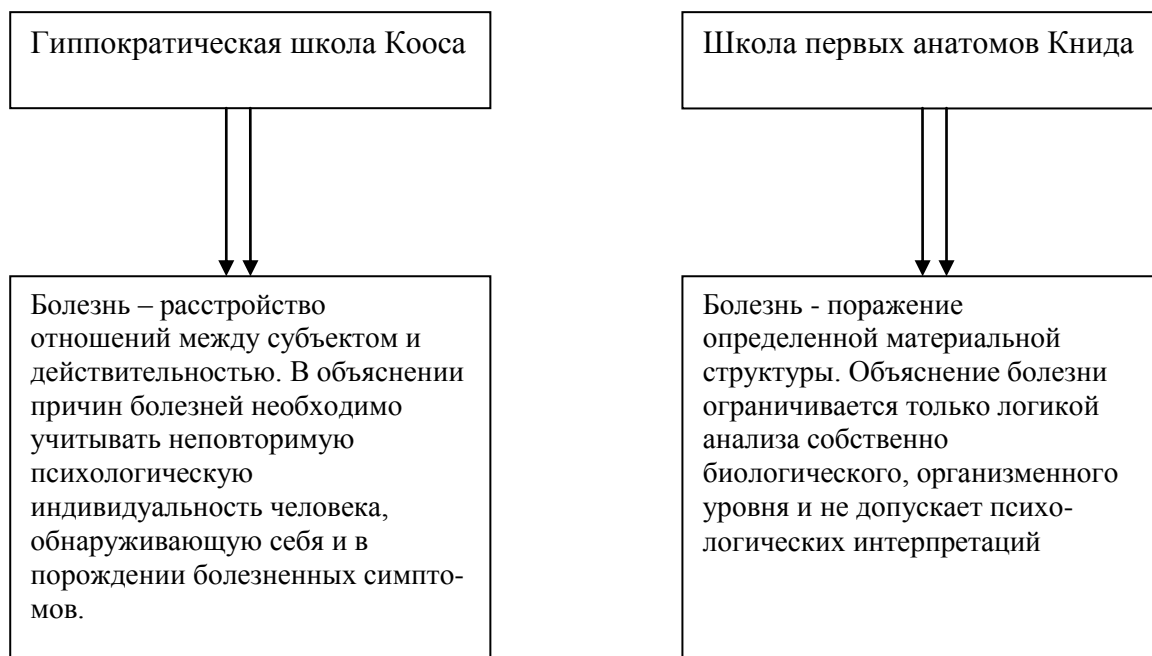 Гиппократическая школа Кооса
Школа первых анатомов Книда
Болезнь – расстройство
отношений между субъектом и
действительностью. В объяснении
причин болезней необходимо
учитывать неповторимую
психологическую
индивидуальность человека,
обнаруживающую себя и в
порождении болезненных симпто-
мов.
Болезнь - поражение
определенной материальной
структуры. Объяснение болезни
ограничивается только логикой
анализа собственно
биологического, организменного
уровня и не допускает психо-
логических интерпретаций